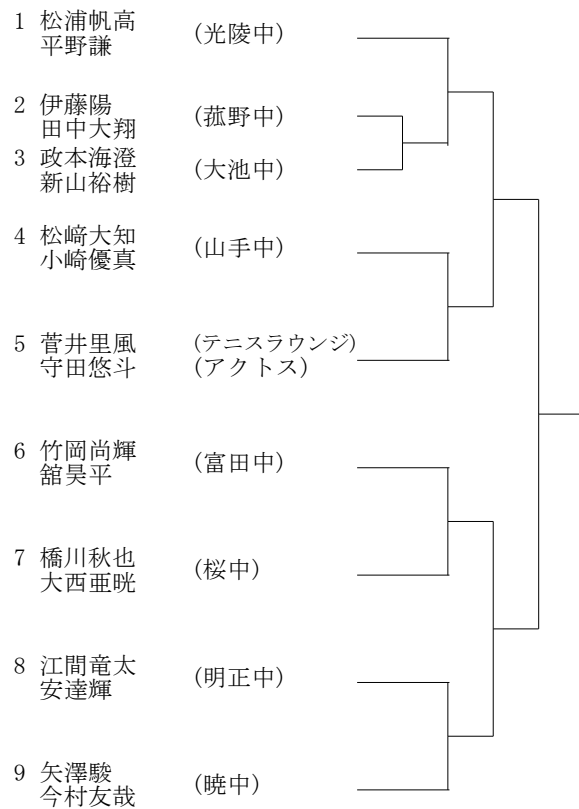 1 松浦帆高 (光陵中)
平野謙
2 伊藤陽 (菰野中)
田中大翔
3 政本海澄 (大池中)
新山裕樹
4 松﨑大知 (山手中)
小崎優真
5 菅井里風 (テニスラウンジ)
守田悠斗 (アクトス)
6 竹岡尚輝 (富田中)
舘昊平
7 橋川秋也 (桜中)
大西亜晄
8 江間竜太 (明正中)
安達輝
9 矢澤駿 (暁中)
今村友哉